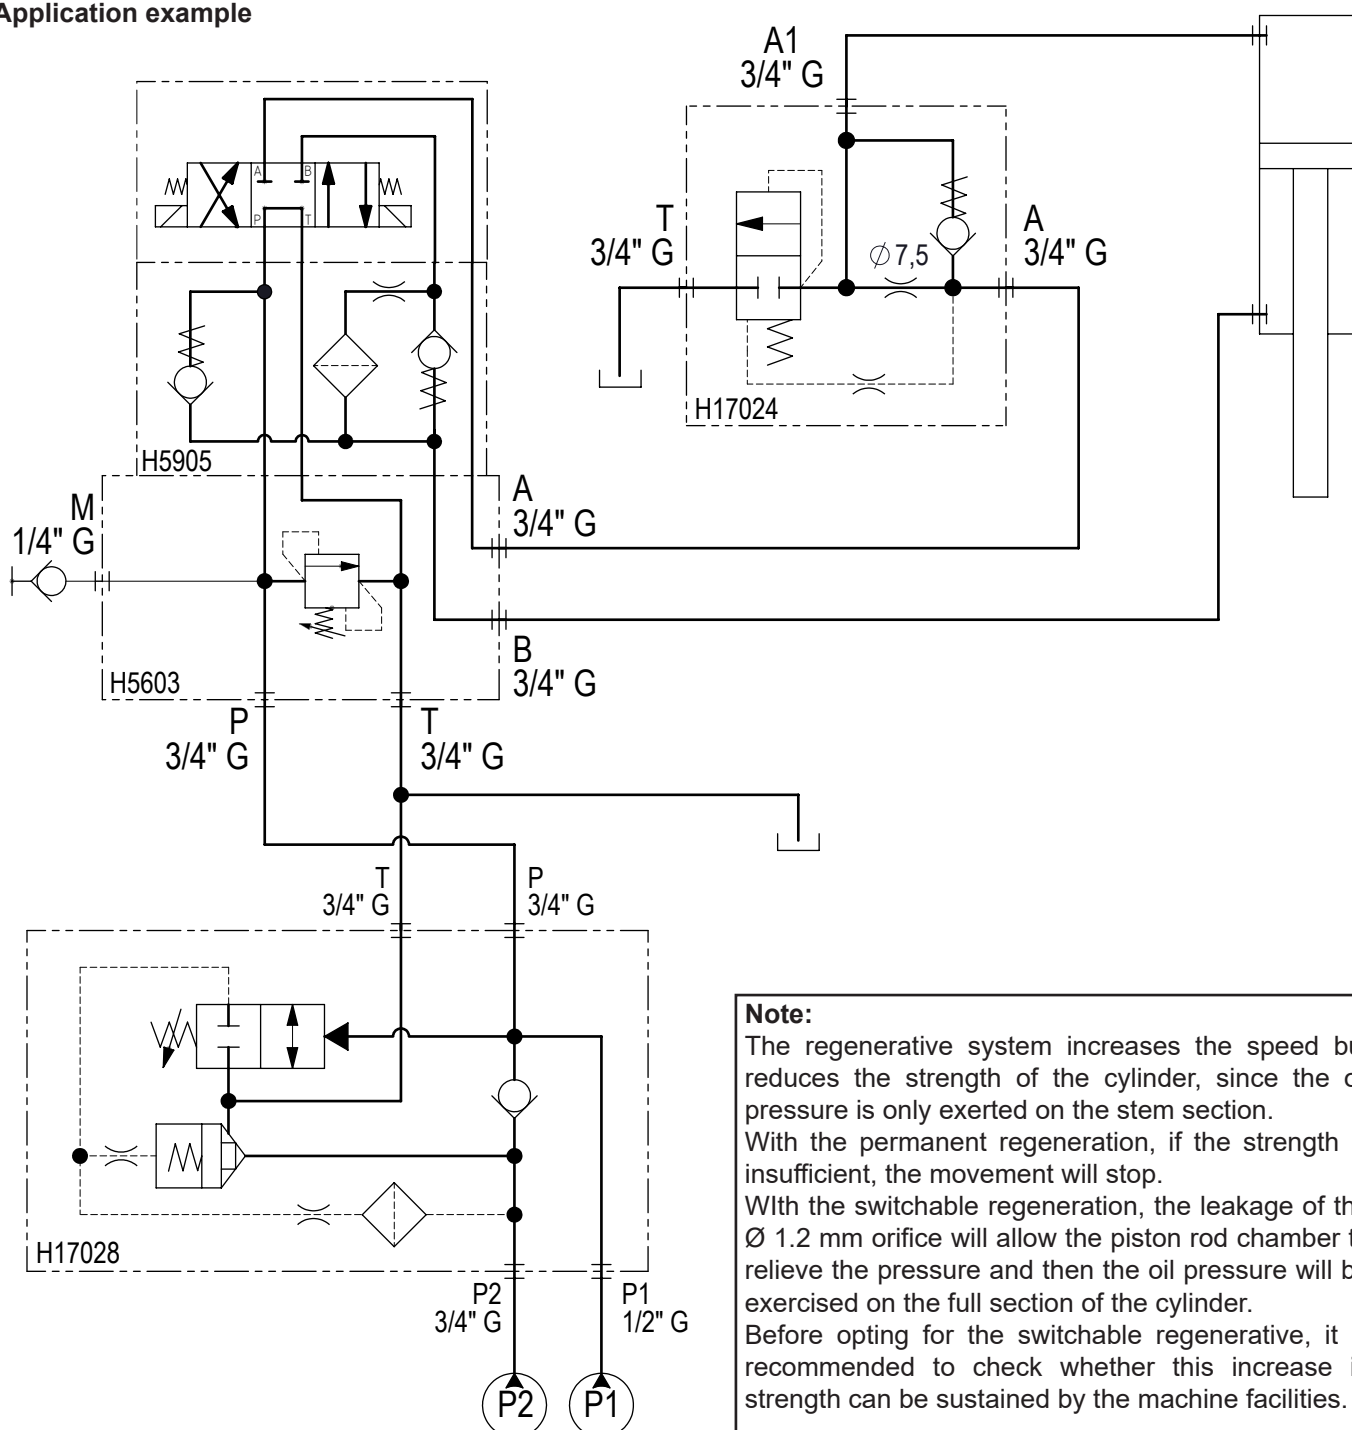 Application example
A1
3/4" G
A
B
P
T
T
3/4" G
7,5
A
3/4" G
H17024
H5905
M
1/4" G
A
3/4" G
B
3/4" G
H5603
P
3/4" G
T
3/4" G
T
3/4" G
P
3/4" G
H17028
P2
3/4" G
P1
1/2" G
P2
P1
Note:
The regenerative system increases the speed
reduces the strength of the cylinder, since the
pressure is only exerted on the stem section.
With the permanent regeneration, if the strength
insufficient, the movement will stop.
WIth the switchable regeneration, the leakage of
Ø 1.2 mm orifice will allow the piston rod chamber
relieve the pressure and then the oil pressure will
exercised on the full section of the cylinder.
Before opting for the switchable regenerative, it
recommended to check whether this increase
strength can be sustained by the machine facilities.